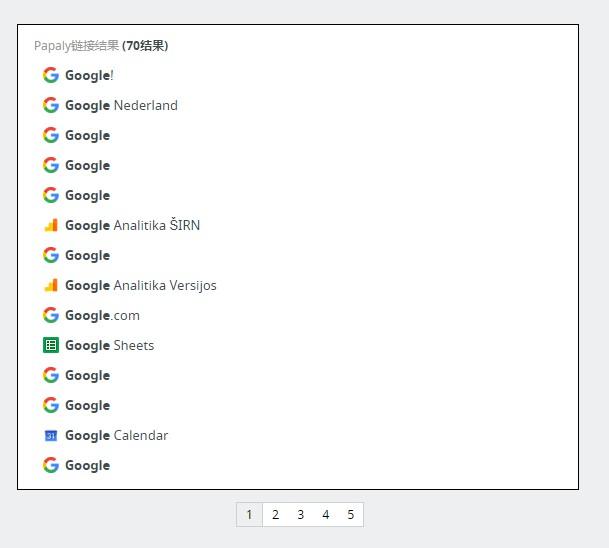 Papaly链接结果 (70结果)
Google!
Google Nederland
Google
Google
Google
Google Analitika ŠIRN
Google
Google Analitika Versijos
Google.com
Google Sheets
Google
Google
31 Google Calendar
Google
1 2 3 4 5